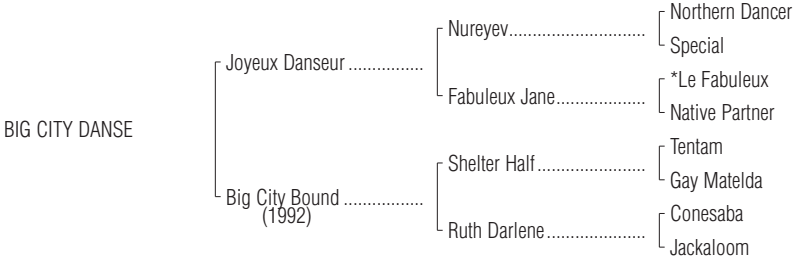 Northern Dancer
Nureyev.............................
Special
Joyeux Danseur ................
*Le Fabuleux
Fabuleux Jane...................
Native Partner
BIG CITY DANSE
Tentam
Shelter Half.......................
Gay Matelda
Big City Bound .................
(1992)
Conesaba
Ruth Darlene.....................
Jackaloom